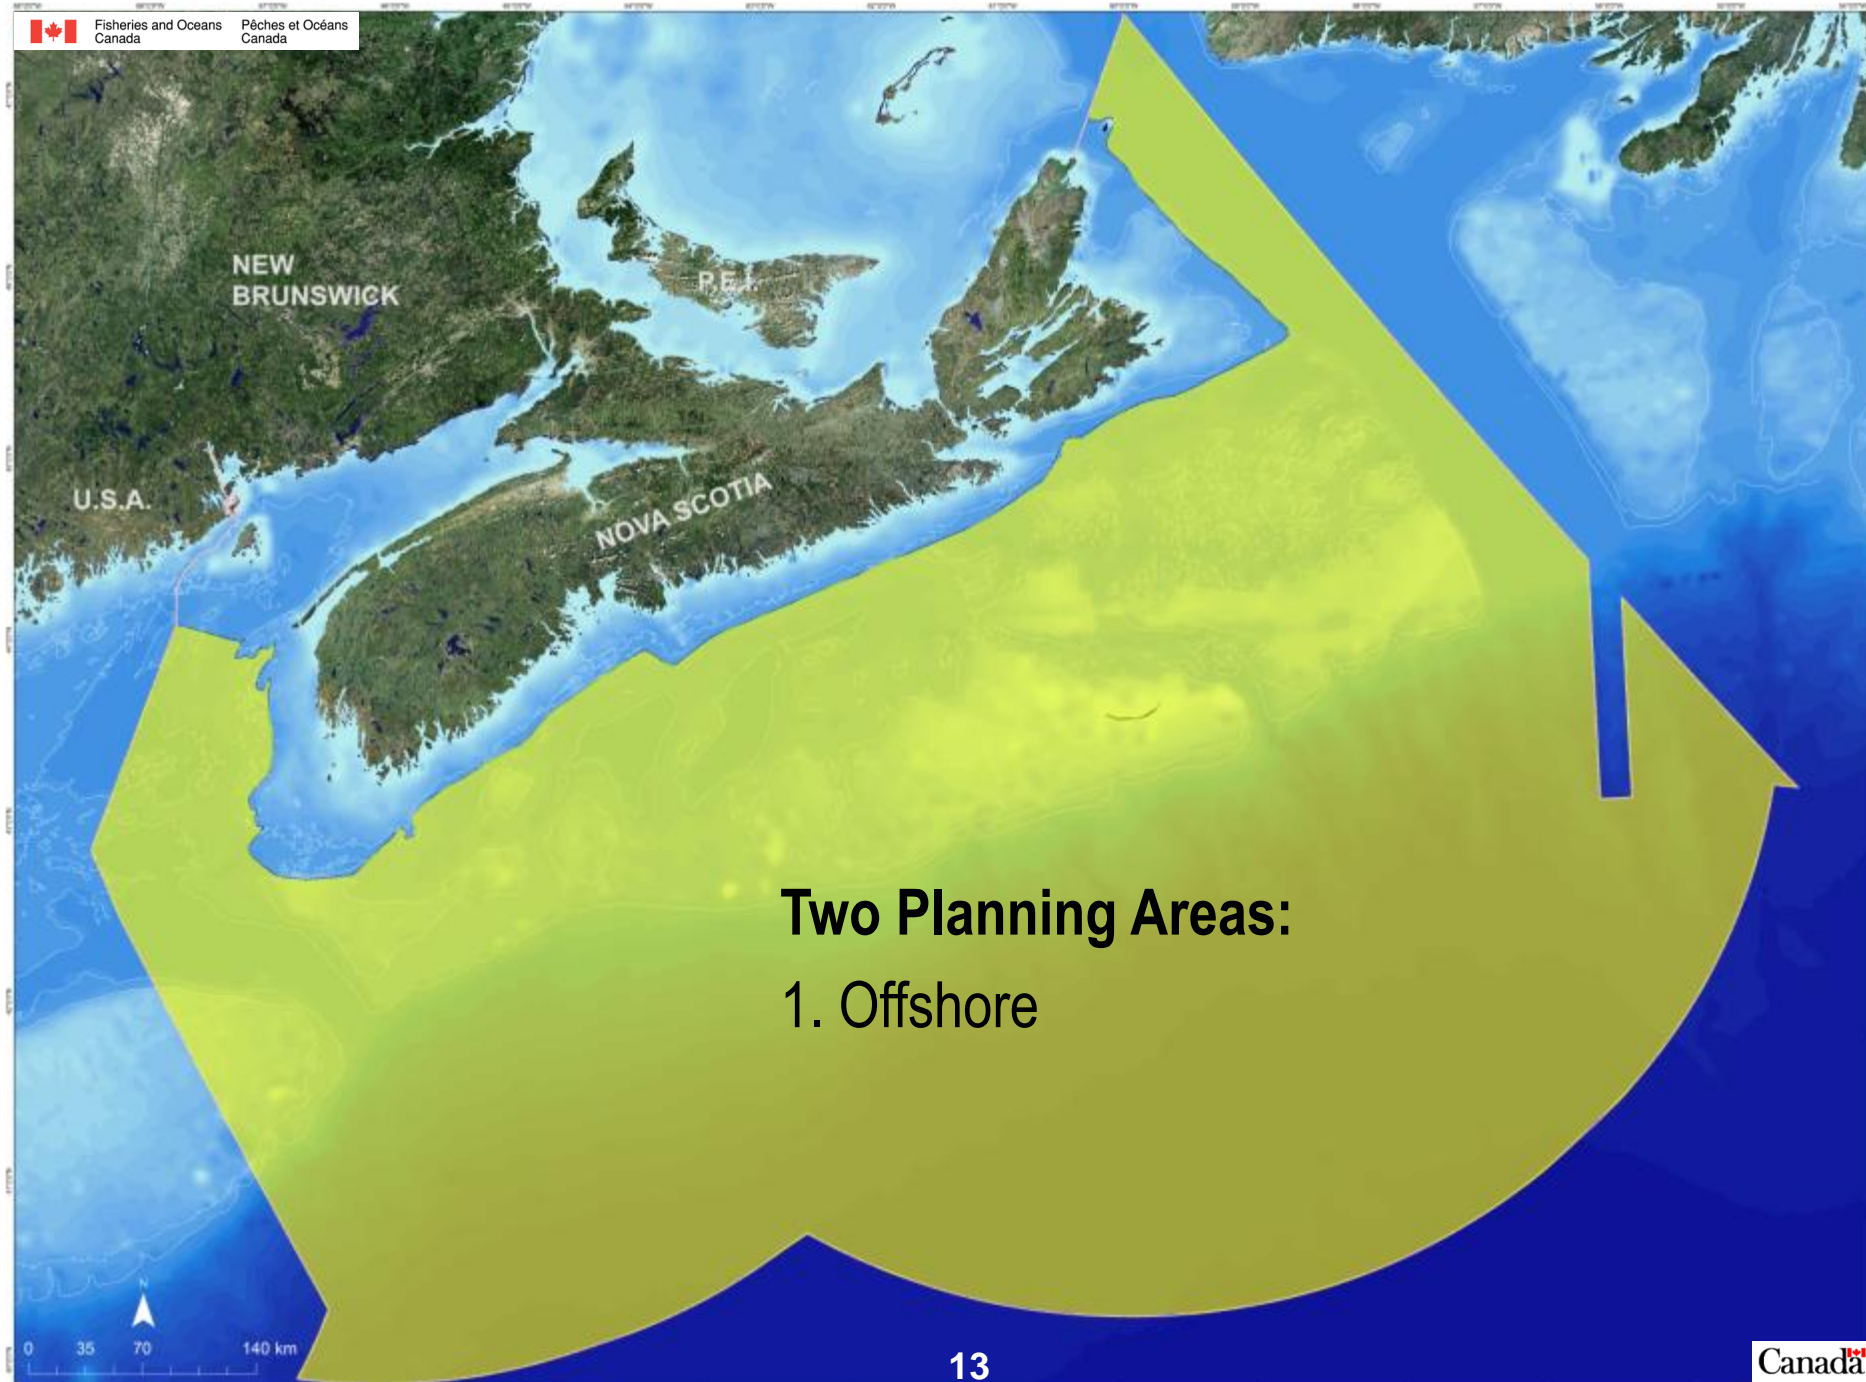 Fisheries and Oceans
Canada
Pêches et Océans
Canada
NEW
BRUNSWICK
P.E.I.
U.S.A.
NOVA SCOTIA
Two Planning Areas:
1. Offshore
N
0 35 70 140 km
13
Canada